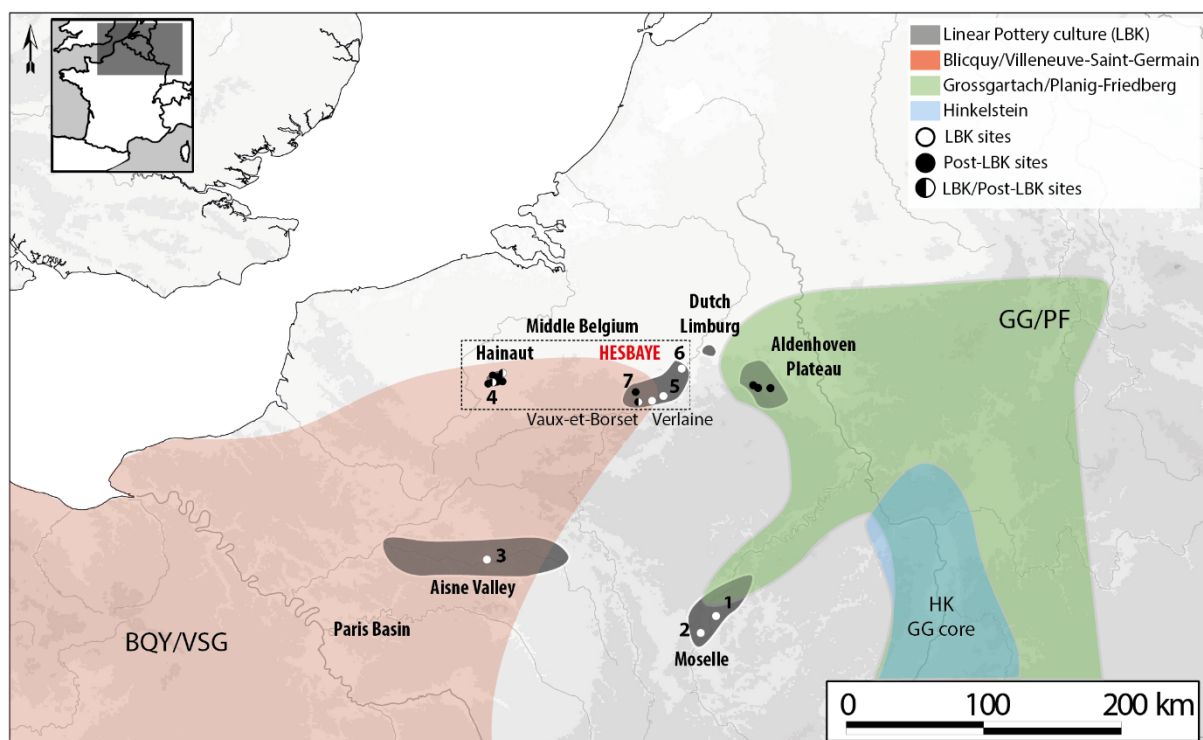 Linear Pottery culture (LBK)
Blicquy/Villeneuve-Saint-Germain
Grossgartach/Planig-Friedberg
Hinkelstein
LBK sites
Post-LBK sites
LBK/Post-LBK sites
Dutch
Limburg
GG/PF
Middle Belgium
Hainaut
HESBAYE
6
Aldenhoven
Plateau
7
5
4
Vaux-et-Borset
Verlaine
3
Aisne Valley
1
2
HK
GG core
Paris Basin
BQY/VSG
Moselle
0
100
200 km